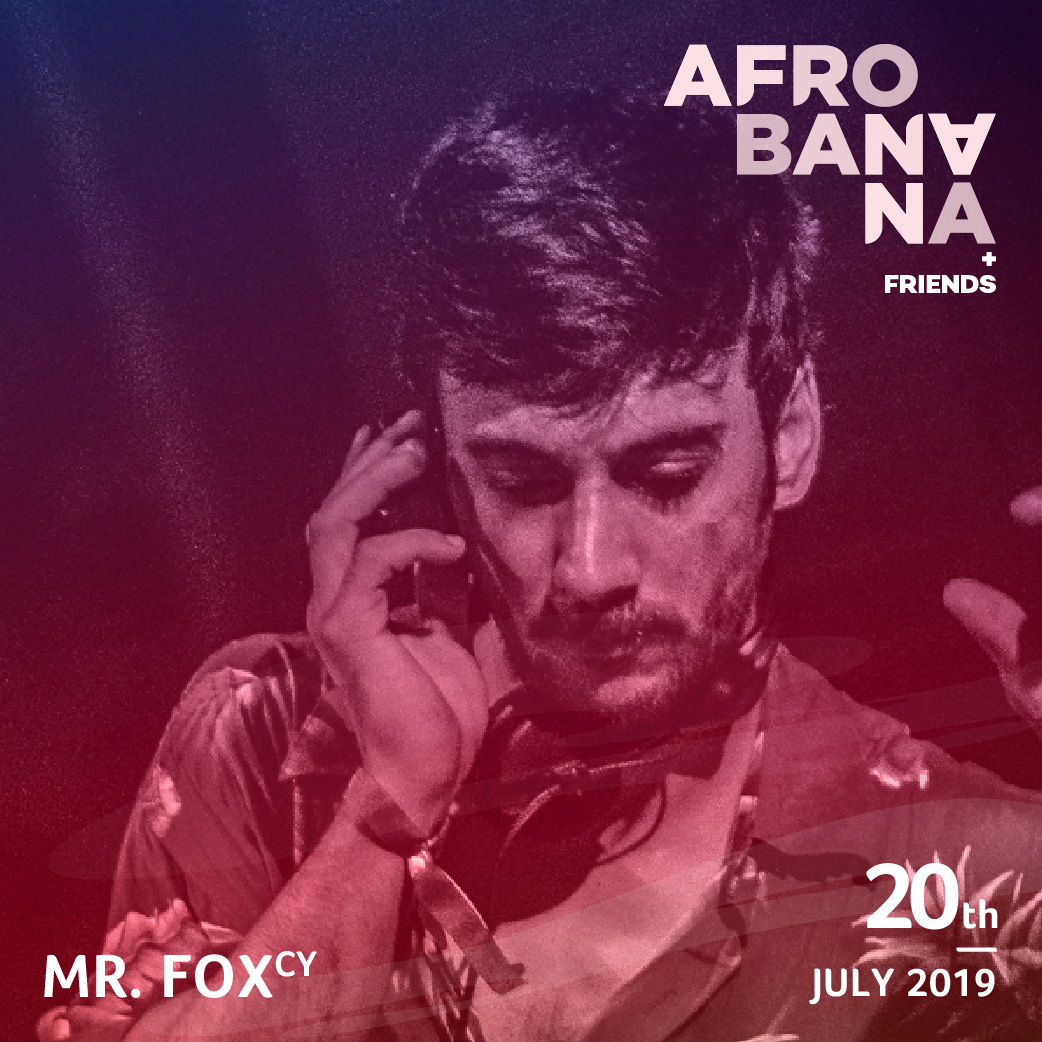 AFRO
BANA
NA
+
FRIENDS
20th
JULY 2019
MR. FOXCY